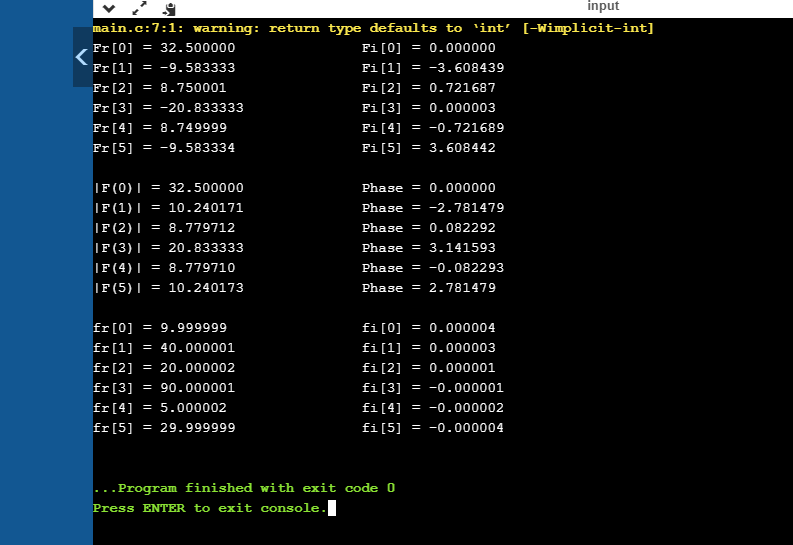 input
main.c:7:1: warning: return type defaults to ‘int’ [-Wimplicit-int]
Fr[0] = 32.500000 Fi[0] = 0.000000
Fr[1] = -9.583333 Fi[1] = -3.608439
Fr[2] = 8.750001 Fi[2] = 0.721687
Fr[3] = -20.833333 Fi[3] = 0.000003
Fr[4] = 8.749999 Fi[4] = -0.721689
Fr[5] = -9.583334 Fi[5] = 3.608442
|F(0)| = 32.500000 Phase = 0.000000
|F(1)| = 10.240171 Phase = -2.781479
|F(2)| = 8.779712 Phase = 0.082292
|F(3)| = 20.833333 Phase = 3.141593
|F(4)| = 8.779710 Phase = -0.082293
|F(5)| = 10.240173 Phase = 2.781479
fr[0] = 9.999999 fi[0] = 0.000004
fr[1] = 40.000001 fi[1] = 0.000003
fr[2] = 20.000002 fi[2] = 0.000001
fr[3] = 90.000001 fi[3] = -0.000001
fr[4] = 5.000002 fi[4] = -0.000002
fr[5] = 29.999999 fi[5] = -0.000004
...Program finished with exit code 0
Press ENTER to exit console.